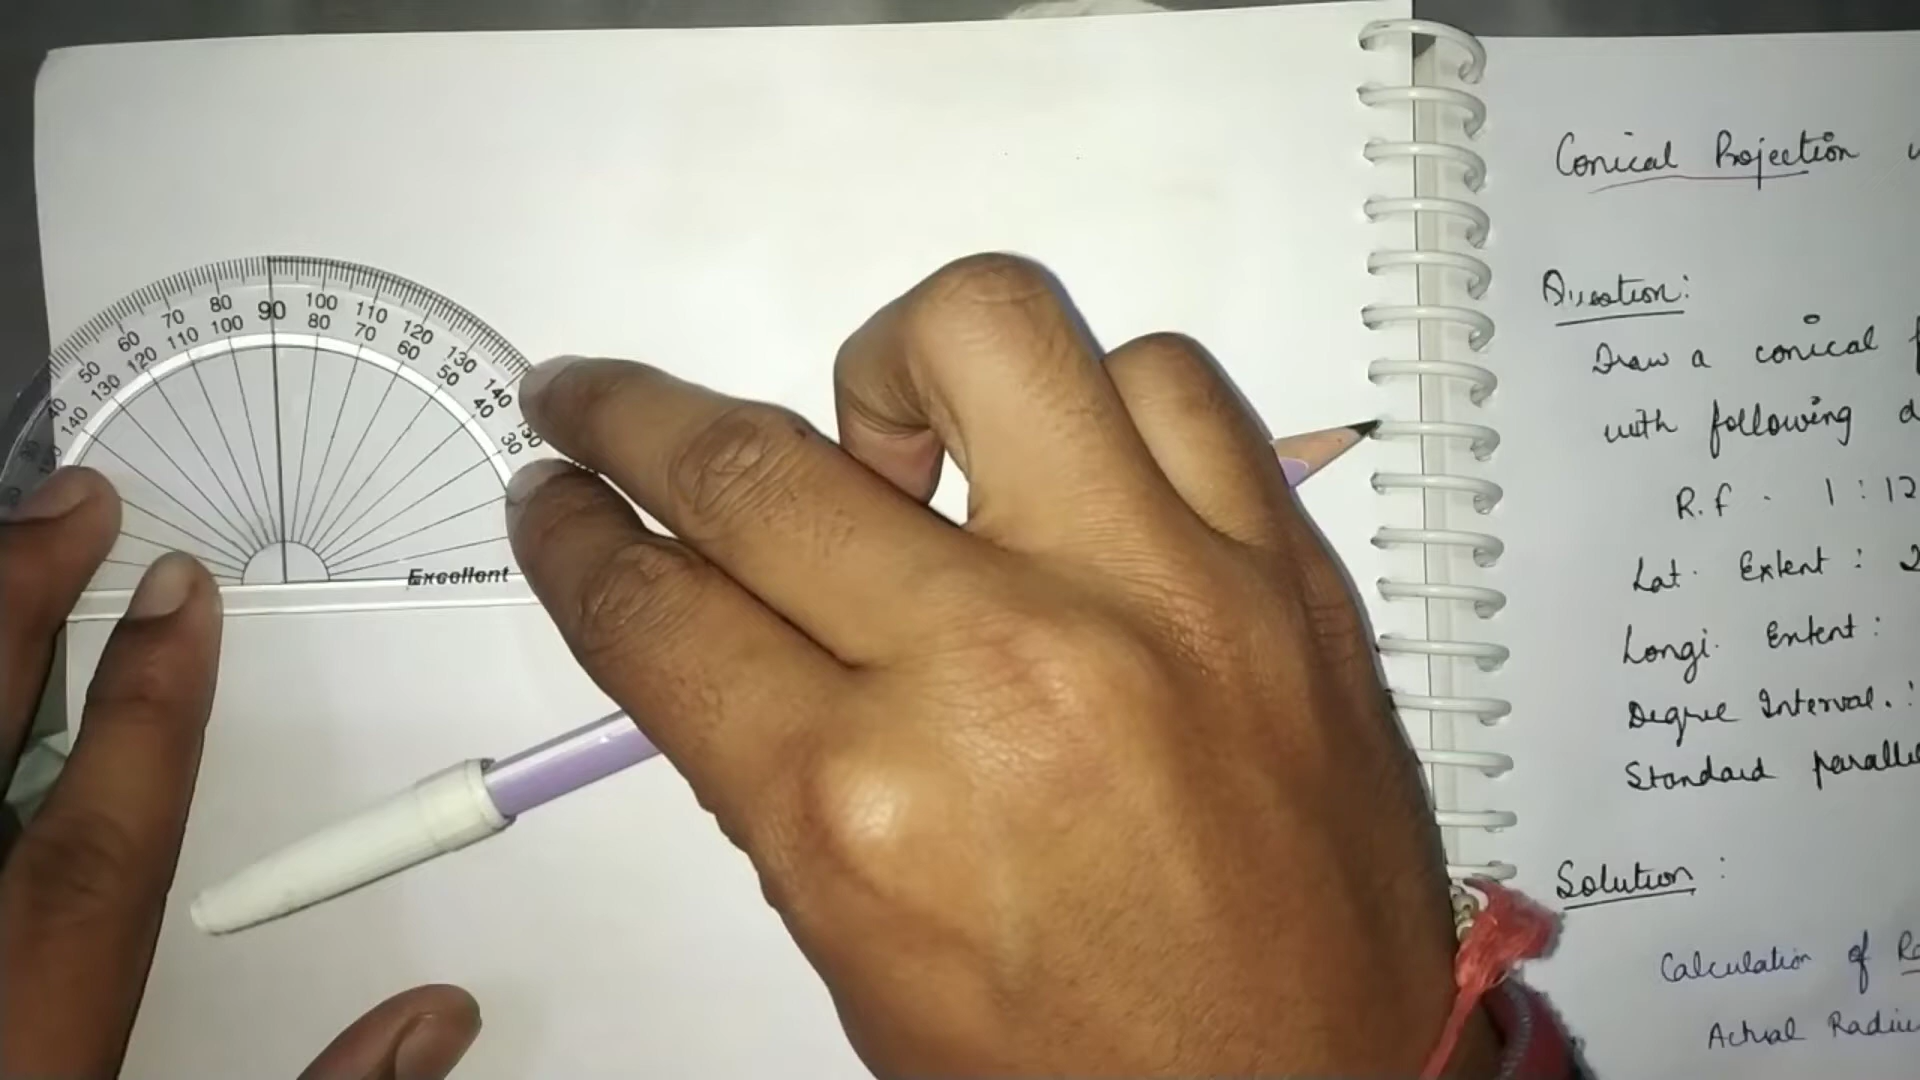 80 90 100 110 120 130 140
70 100 80 70 60 50 40 30
60 110
50 120
40 130
140
Excellent
Conical Projection
Question:
Draw a conical
with following
R.f - 1:12
Lat. Extent : 2
Longi. Extent :
Degree Interval. :
Standard
Solution :
Calculation of
Actual